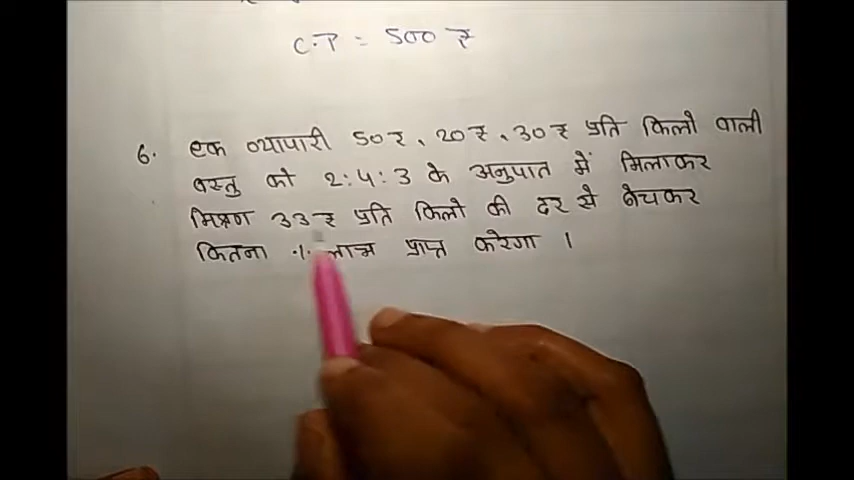 C.P = 500 ₹
6. एक व्यापारी 50₹, 20₹, 30₹ प्रति किलो वाली
वस्तु को 2:4:3 के अनुपात में मिलाकर
मिश्रण 33₹ प्रति किलो की दर से बेचकर
कितना % लाभ प्राप्त करेगा ।